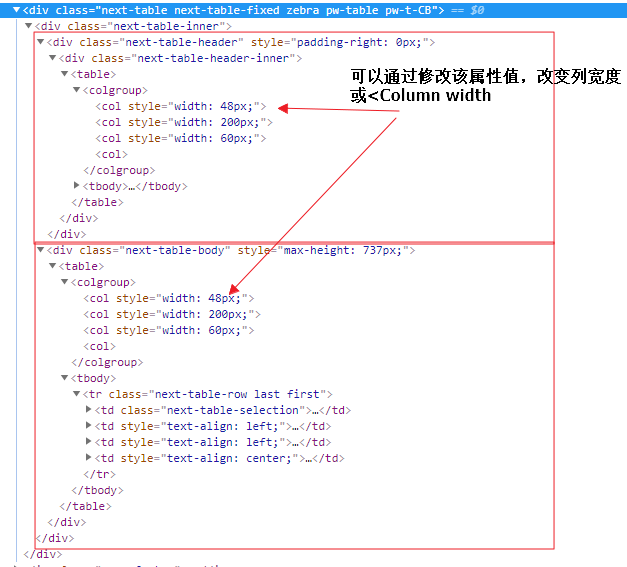 ▼<div class="next-table next-table-fixed zebra pw-table pw-t-CB"> == $0
▼<div class="next-table-inner">
▼<div class="next-table-header" style="padding-right: 0px;">
▼<div class="next-table-header-inner">
▼<table>
▼<colgroup>
<col style="width: 48px;">
<col style="width: 200px;">
<col style="width: 60px;">
<col>
</colgroup>
▶<tbody>…</tbody>
</table>
</div>
</div>
可以通过修改该属性值，改变列宽度
或<Column width
▼<div class="next-table-body" style="max-height: 737px;">
▼<table>
▼<colgroup>
<col style="width: 48px;">
<col style="width: 200px;">
<col style="width: 60px;">
<col>
</colgroup>
▼<tbody>
▼<tr class="next-table-row last first">
▶<td class="next-table-selection">…</td>
▶<td style="text-align: left;">…</td>
▶<td style="text-align: left;">…</td>
▶<td style="text-align: center;">…</td>
</tr>
</tbody>
</table>
</div>
</div>
</div>